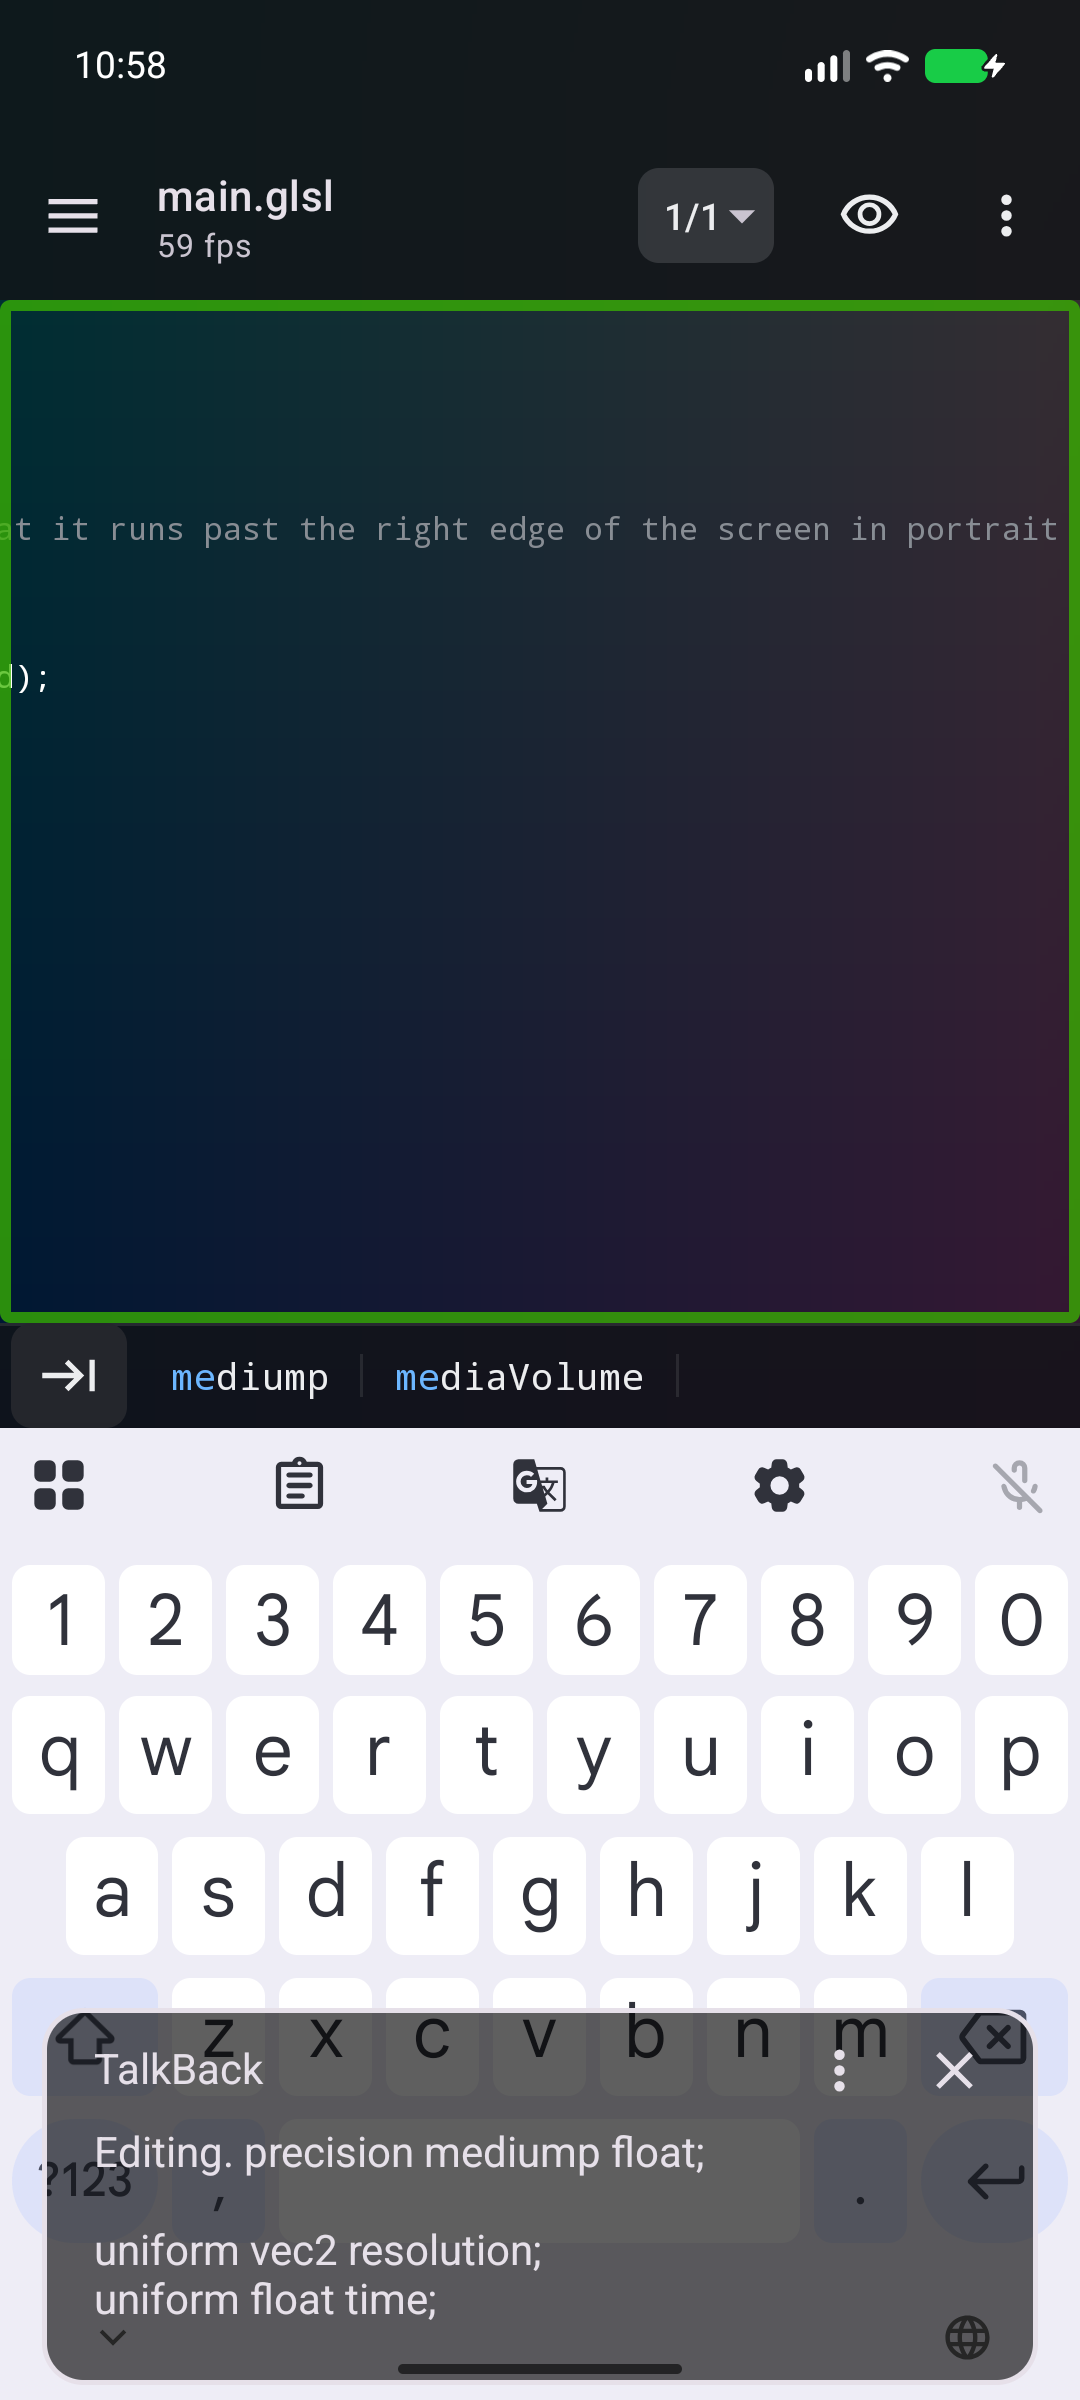 10:58
main.glsl
59 fps
1/1
at it runs past the right edge of the screen in portrait
d);
mediump
mediaVolume
1 2 3 4 5 6 7 8 9 0
q w e r t y u i o p
a s d f g h j k l
z x c v b n m
?123 , .
TalkBack
Editing. precision mediump float;
uniform vec2 resolution;
uniform float time;